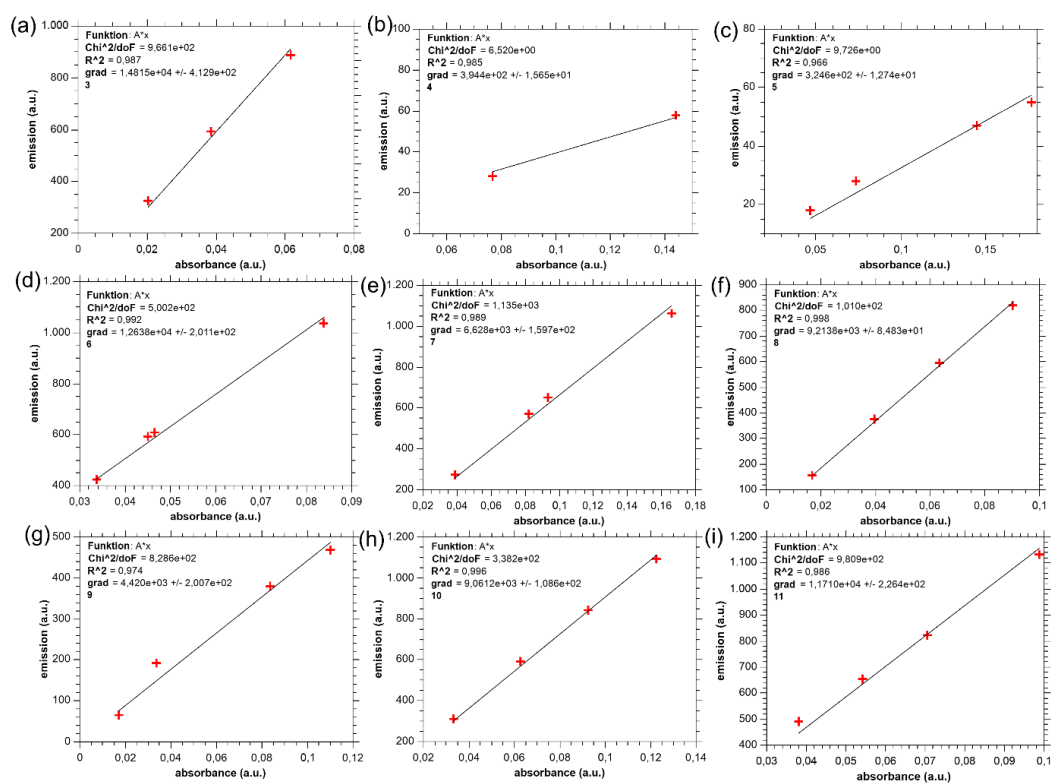 (a)
Funktion: A*x
Chi^2/doF = 9,661e+02
R^2 = 0,987
grad = 1,4815e+04 +/- 4,129e+02
3
1.000
800
600
400
200
0
0,02
0,04
0,06
0,08
emission (a.u.)
absorbance (a.u.)
(b)
Funktion: A*x
Chi^2/doF = 6,520e+00
R^2 = 0,985
grad = 3,944e+02 +/- 1,565e+01
4
100
80
60
40
20
0
0,06
0,08
0,1
0,12
0,14
emission (a.u.)
absorbance (a.u.)
(c)
Funktion: A*x
Chi^2/doF = 9,726e+00
R^2 = 0,966
grad = 3,246e+02 +/- 1,274e+01
5
80
60
40
20
0,05
0,1
0,15
emission (a.u.)
absorbance (a.u.)
(d)
Funktion: A*x
Chi^2/doF = 5,002e+02
R^2 = 0,992
grad = 1,2638e+04 +/- 2,011e+02
6
1.200
1.000
800
600
400
0,03
0,04
0,05
0,06
0,07
0,08
0,09
emission (a.u.)
absorbance (a.u.)
(e)
Funktion: A*x
Chi^2/doF = 1,135e+03
R^2 = 0,989
grad = 6,628e+03 +/- 1,597e+02
7
1.200
1.000
800
600
400
200
0,02
0,04
0,06
0,08
0,1
0,12
0,14
0,16
0,18
emission (a.u.)
absorbance (a.u.)
(f)
Funktion: A*x
Chi^2/doF = 1,010e+02
R^2 = 0,998
grad = 9,2138e+03 +/- 8,483e+01
8
900
800
700
600
500
400
300
200
100
0
0,02
0,04
0,06
0,08
0,1
emission (a.u.)
absorbance (a.u.)
(g)
Funktion: A*x
Chi^2/doF = 8,286e+02
R^2 = 0,974
grad = 4,420e+03 +/- 2,007e+02
9
500
400
300
200
100
0
0
0,02
0,04
0,06
0,08
0,1
0,12
emission (a.u.)
absorbance (a.u.)
(h)
Funktion: A*x
Chi^2/doF = 3,382e+02
R^2 = 0,996
grad = 9,0612e+03 +/- 1,086e+02
10
1.200
1.000
800
600
400
200
0,02
0,04
0,06
0,08
0,1
0,12
0,14
emission (a.u.)
absorbance (a.u.)
(i)
Funktion: A*x
Chi^2/doF = 9,809e+02
R^2 = 0,986
grad = 1,1710e+04 +/- 2,264e+02
11
1.200
1.100
1.000
900
800
700
600
500
400
0,03
0,04
0,05
0,06
0,07
0,08
0,09
0,1
emission (a.u.)
absorbance (a.u.)